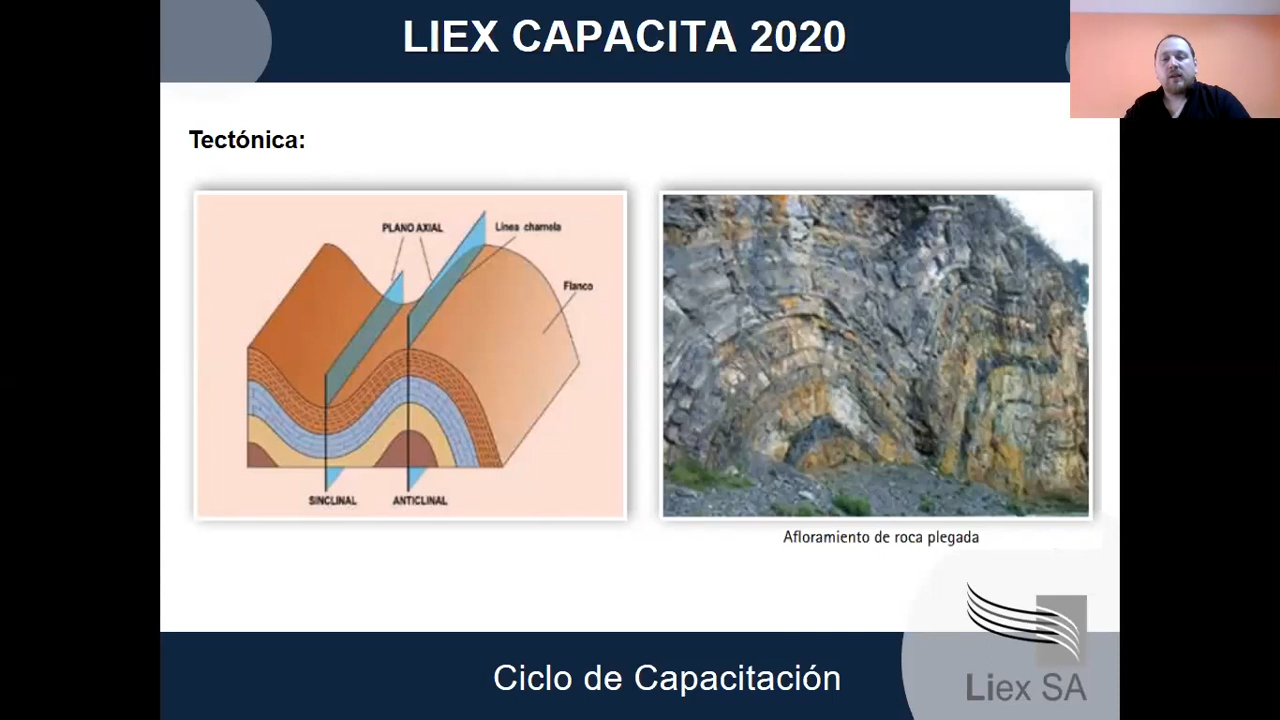 LIEX CAPACITA 2020
Tectónica:
PLANO AXIAL
Línea charnela
Flanco
SINCLINAL
ANTICLINAL
Afloramiento de roca plegada
Ciclo de Capacitación
Liex SA